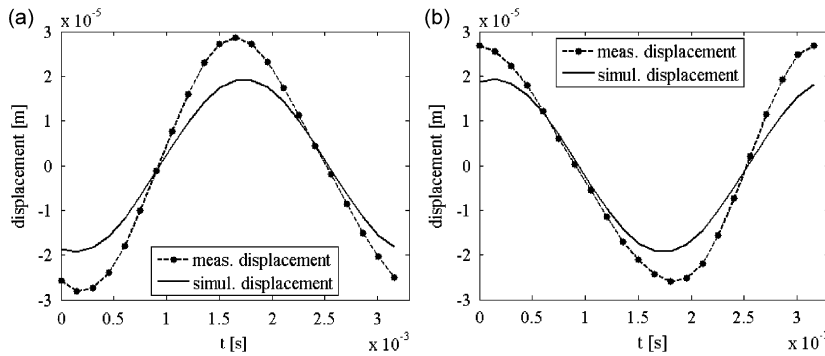 (a)
x 10⁻⁵
3
2
1
0
-1
-2
-3
displacement [m]
meas. displacement
simul. displacement
0
0.5
1
1.5
2
2.5
3
t [s]
x 10⁻³
(b)
x 10⁻⁵
3
2
1
0
-1
-2
-3
displacement [m]
meas. displacement
simul. displacement
0
0.5
1
1.5
2
2.5
3
t [s]
x 10⁻³